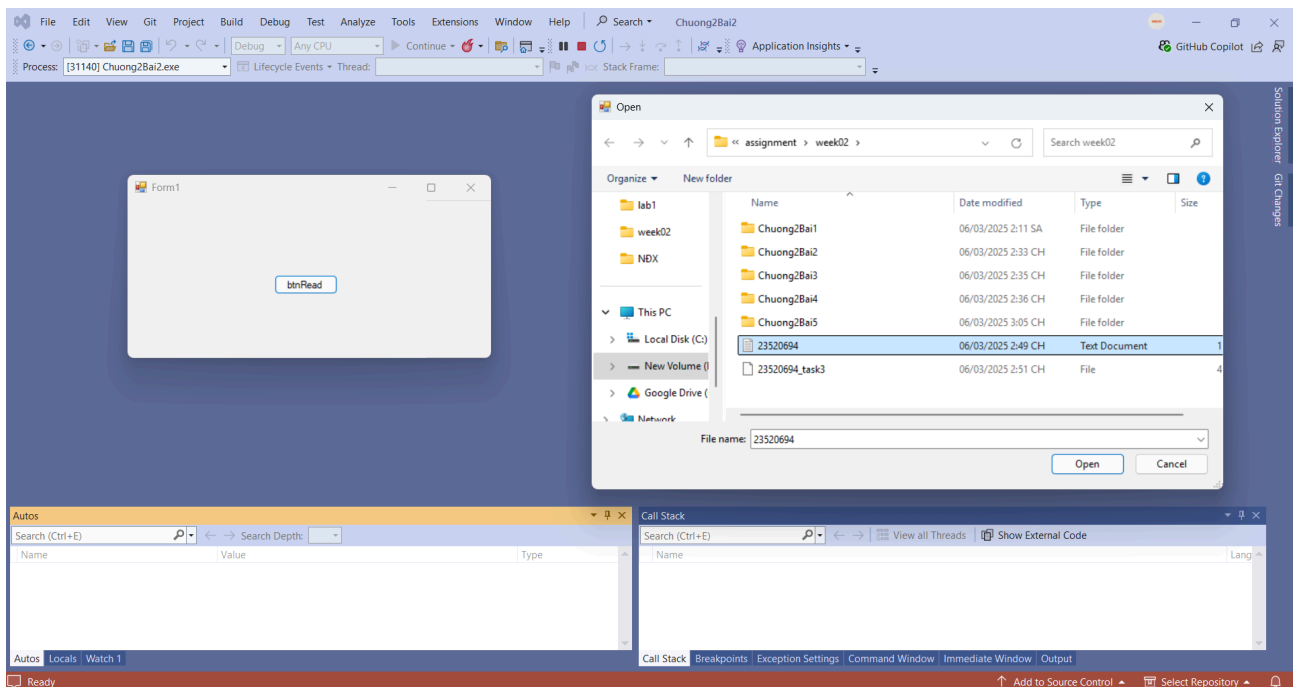 File Edit View Git Project Build Debug Test Analyze Tools Extensions Window Help Search Chuong2Bai2
Debug Any CPU Continue Application Insights GitHub Copilot
Process: [31140] Chuong2Bai2.exe Lifecycle Events Thread: Stack Frame:
Solution Explorer
Git Changes
Form1
btnRead
Open
« assignment > week02 > Search week02
Organize New folder
lab1
week02
NĐX
This PC
Local Disk (C:)
New Volume (
Google Drive (
Network
Name Date modified Type Size
Chuong2Bai1 06/03/2025 2:11 SA File folder
Chuong2Bai2 06/03/2025 2:33 CH File folder
Chuong2Bai3 06/03/2025 2:35 CH File folder
Chuong2Bai4 06/03/2025 2:36 CH File folder
Chuong2Bai5 06/03/2025 3:05 CH File folder
23520694 06/03/2025 2:49 CH Text Document 1
23520694_task3 06/03/2025 2:51 CH File 4
File name: 23520694
Open Cancel
Autos
Search (Ctrl+E) Search Depth:
Name Value Type
Autos Locals Watch 1
Call Stack
Search (Ctrl+E) View all Threads Show External Code
Name Lang
Call Stack Breakpoints Exception Settings Command Window Immediate Window Output
Ready Add to Source Control Select Repository